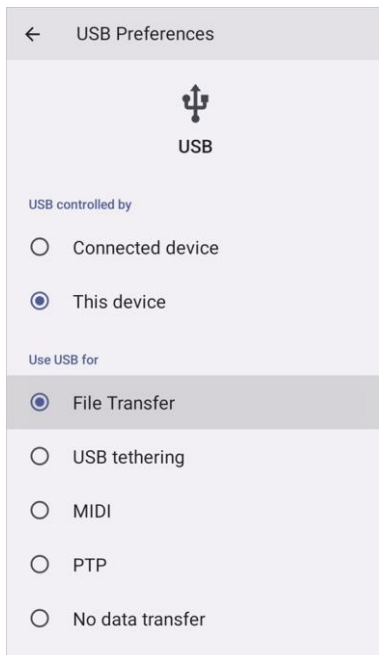 USB Preferences
USB
USB controlled by
Connected device
This device
Use USB for
File Transfer
USB tethering
MIDI
PTP
No data transfer